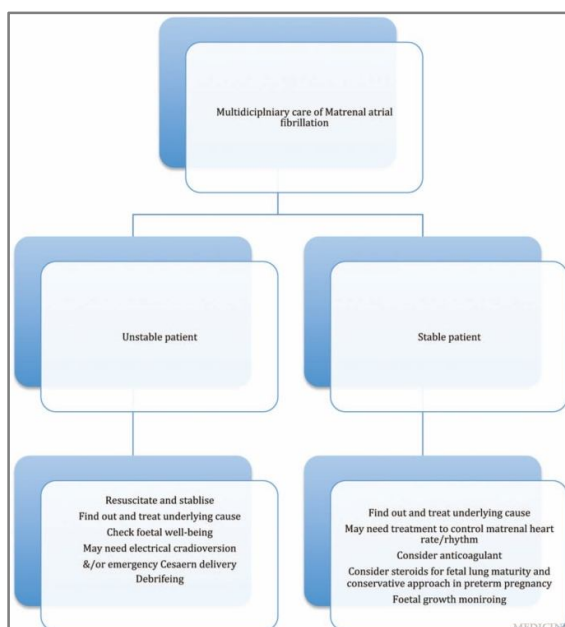 Multidiciplniary care of Matrenal atrial
fibrillation
Unstable patient
Stable patient
Resuscitate and stablise
Find out and treat underlying cause
Check foetal well-being
May need electrical cradioversion
&/or emergency Cesaern delivery
Debrifeing
Find out and treat underlying cause
May need treatment to control matrenal heart
rate/rhythm
Consider anticoagulant
Consider steroids for fetal lung maturity and
conservative approach in preterm pregnancy
Foetal growth moniroing